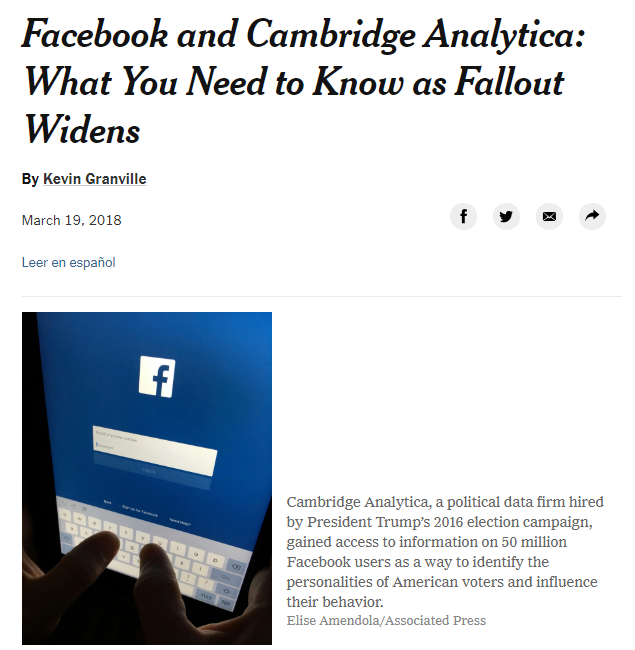 Facebook and Cambridge Analytica:
What You Need to Know as Fallout
Widens
By Kevin Granville
March 19, 2018
Leer en español
Cambridge Analytica, a political data firm hired
by President Trump's 2016 election campaign,
gained access to information on 50 million
Facebook users as a way to identify the
personalities of American voters and influence
their behavior.
Elise Amendola/Associated Press